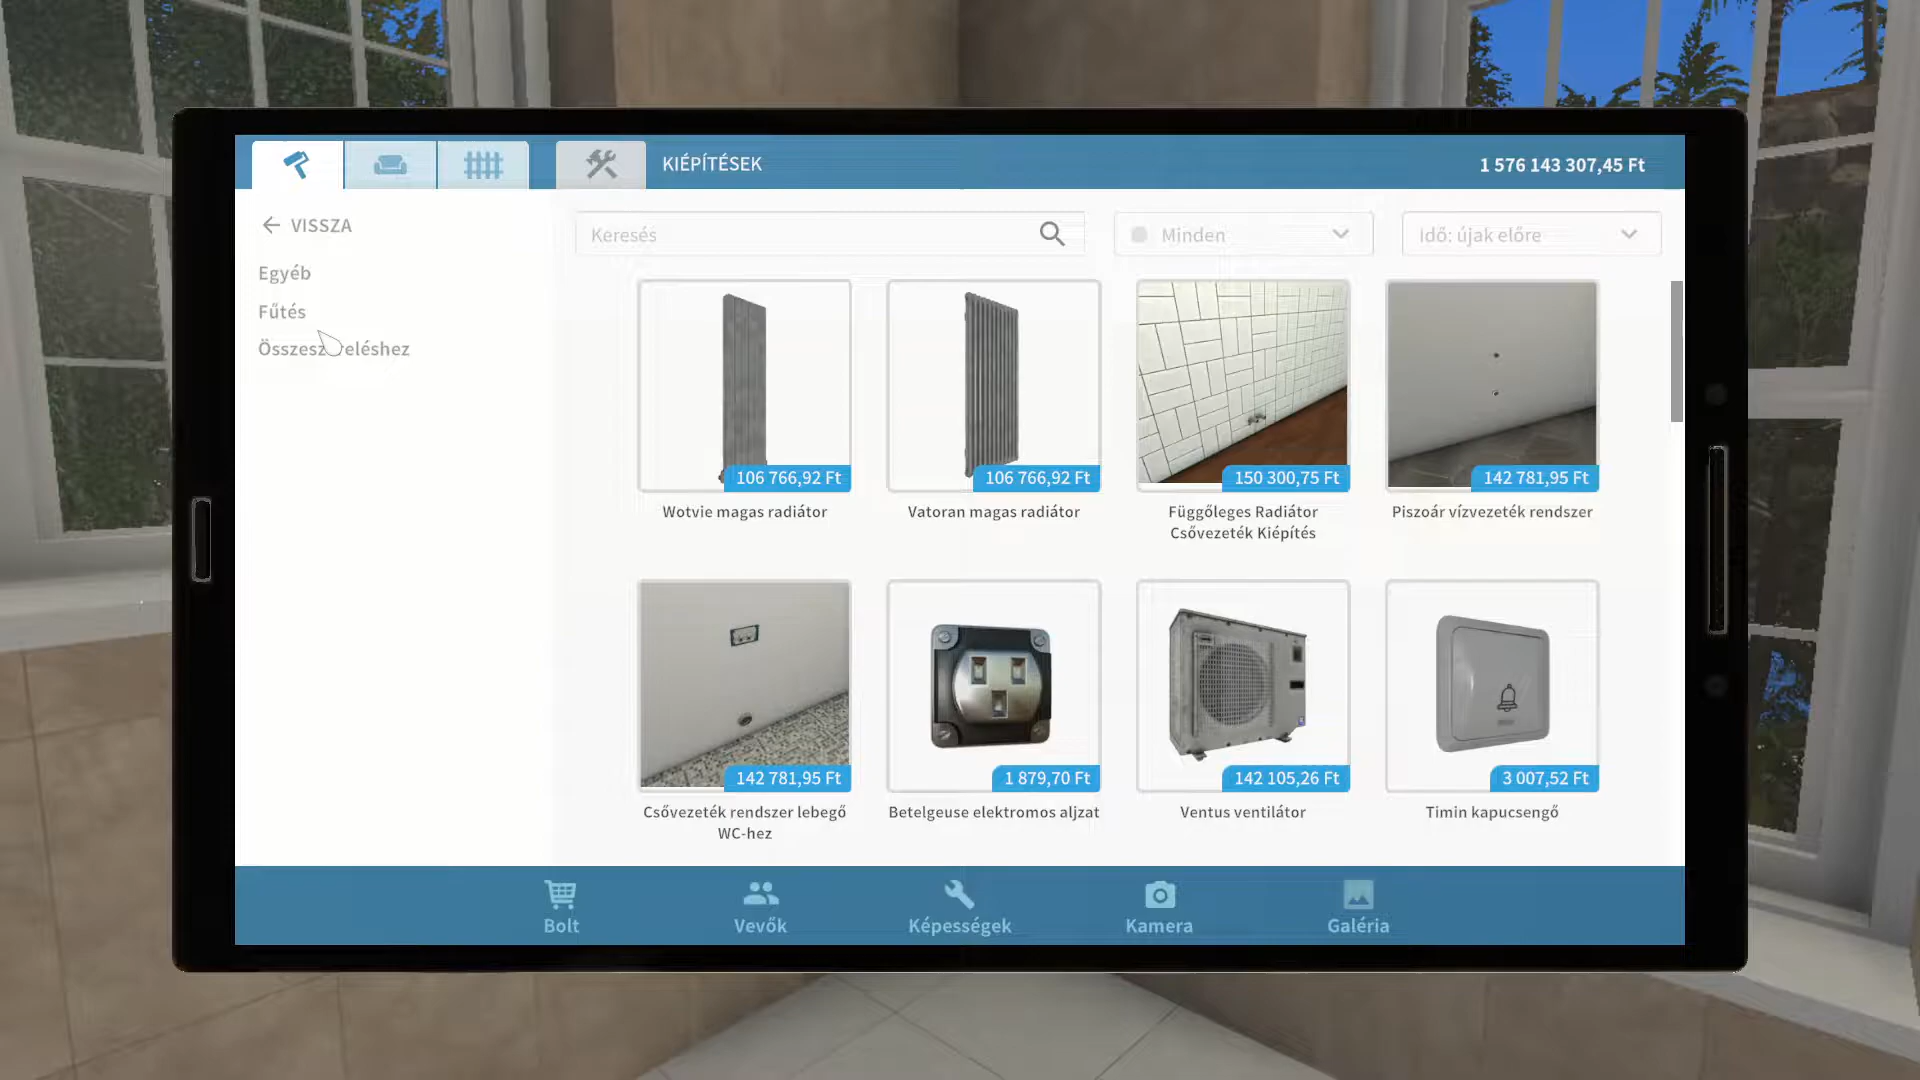 KIÉPÍTÉSEK
1 576 143 307,45 Ft
VISSZA
Egyéb
Fűtés
Keresés
Minden
Idő: újak előre
106 766,92 Ft
106 766,92 Ft
150 300,75 Ft
142 781,95 Ft
Wotvie magas radiátor
Vatoran magas radiátor
Függőleges Radiátor
Csővezeték Kiépítés
Piszoár vízvezeték rendszer
142 781,95 Ft
1 879,70 Ft
142 105,26 Ft
3 007,52 Ft
Csővezeték rendszer lebegő
WC-hez
Betelgeuse elektromos aljzat
Ventus ventilátor
Timin kapucsengő
Bolt
Vevők
Képességek
Kamera
Galéria